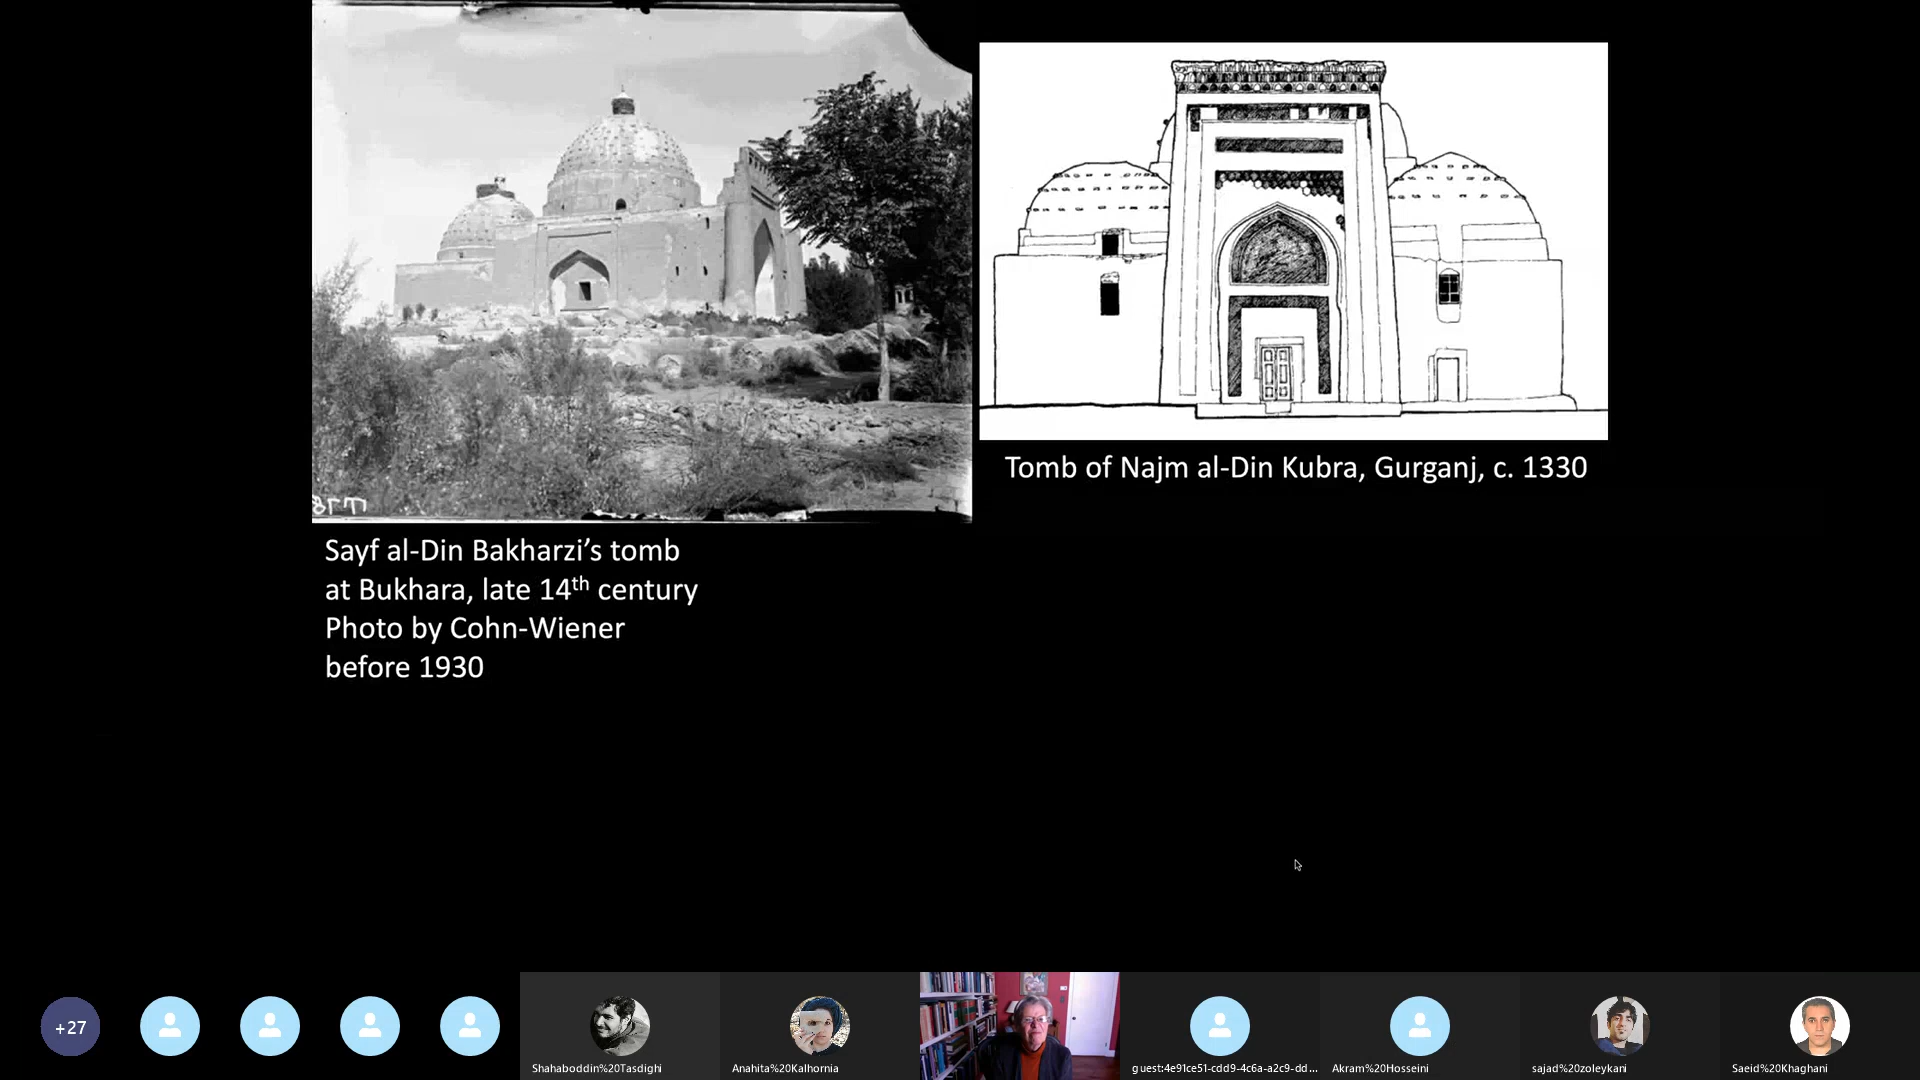 Tomb of Najm al-Din Kubra, Gurganj, c. 1330
Sayf al-Din Bakharzi’s tomb
at Bukhara, late 14th century
Photo by Cohn-Wiener
before 1930
+27
Shahaboddin%20Tasdighi
Anahita%20Kalhornia
guest:4e91ce51-cdd9-4c6a-a2c9-dd...
Akram%20Hosseini
sajad%20zoleykani
Saeid%20Khaghani